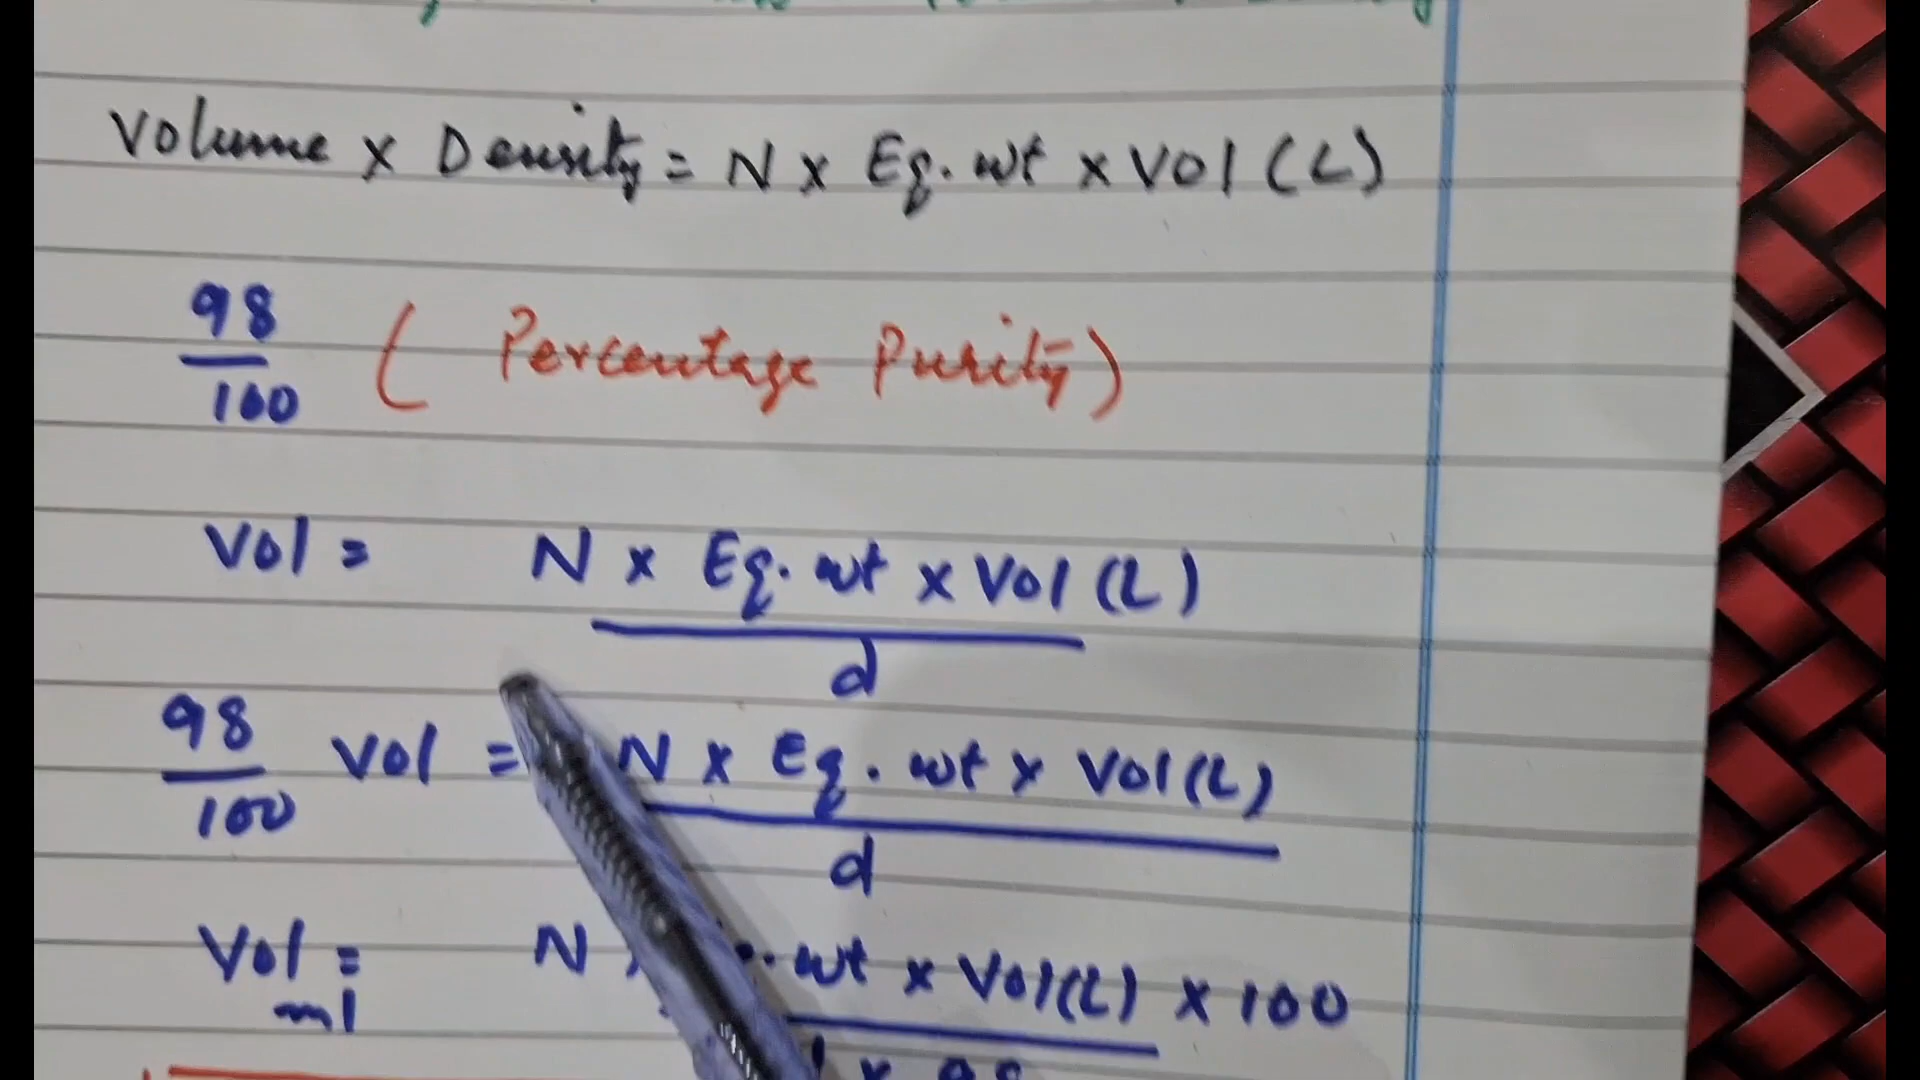 Volume x Density = N x Eq. wt x Vol (L)
98
100
( Percentage Purity )
Vol = N x Eq. wt x Vol (L)
d
98
100
Vol = N x Eq. wt x Vol (L)
d
Vol = N wt x Vol (L) x 100
ml
x 98